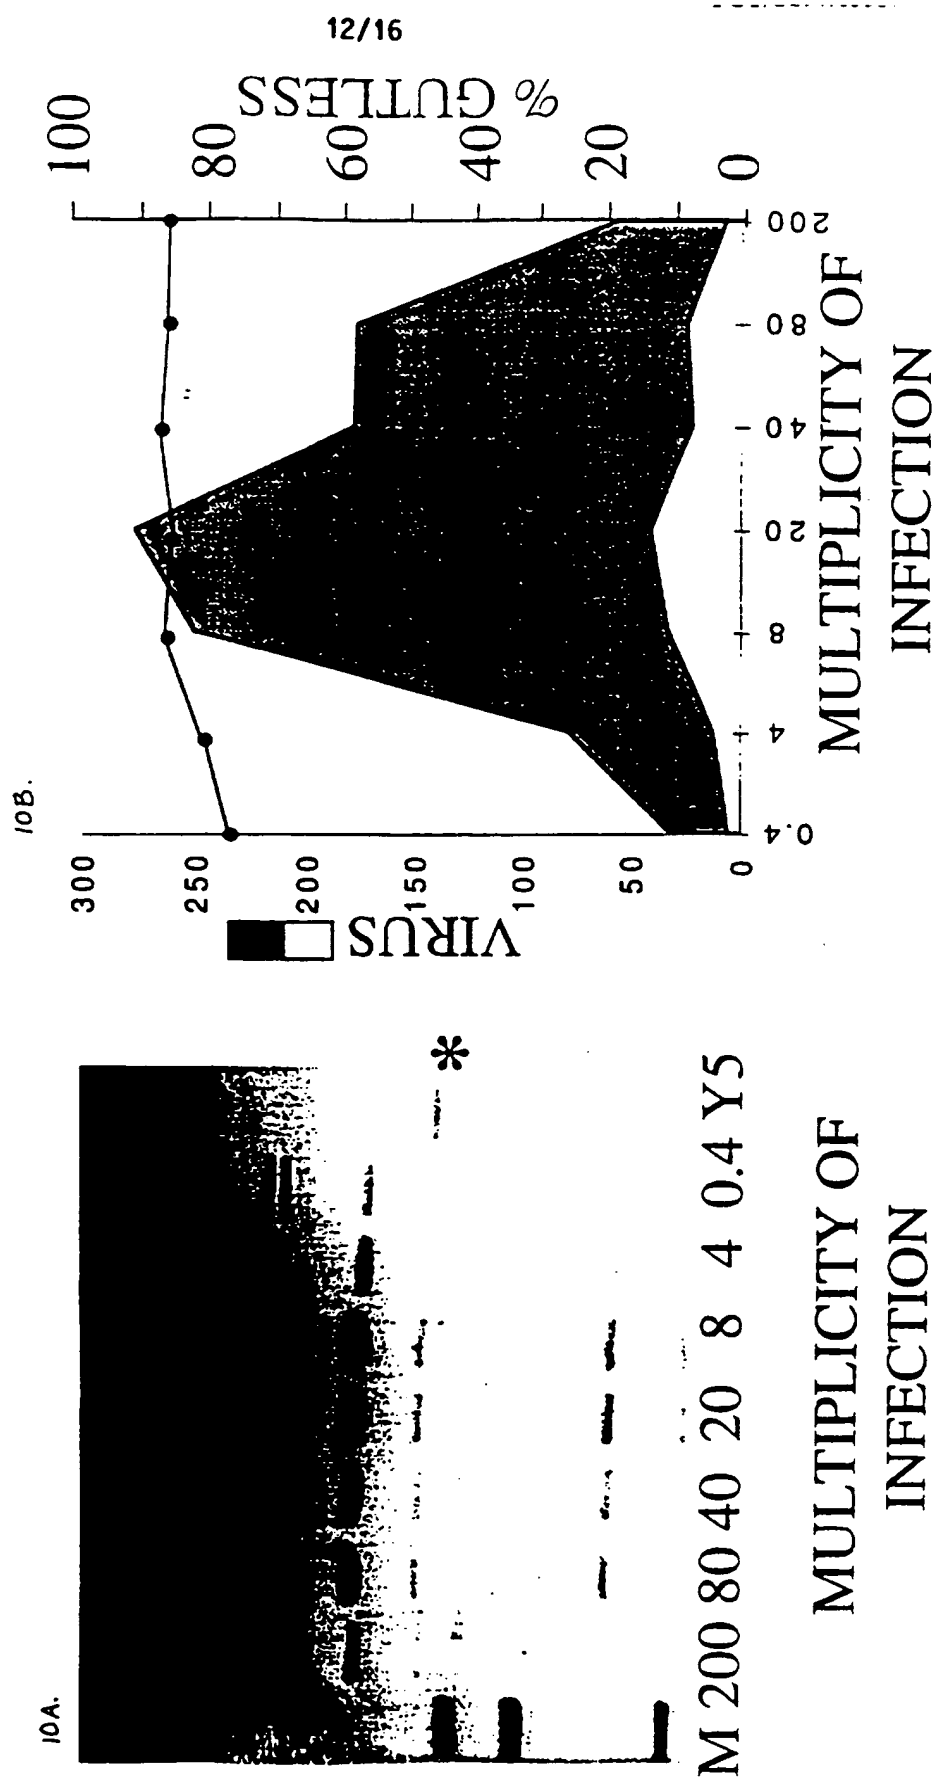 12/16
10B.
VIRUS
300
250
200
150
100
50
0
% GUTLESS
100
80
60
40
20
0
0.4 4 8 20 40 80 200
MULTIPLICITY OF
INFECTION
10A.
*
M 200 80 40 20 8 4 0.4 Y5
MULTIPLICITY OF
INFECTION